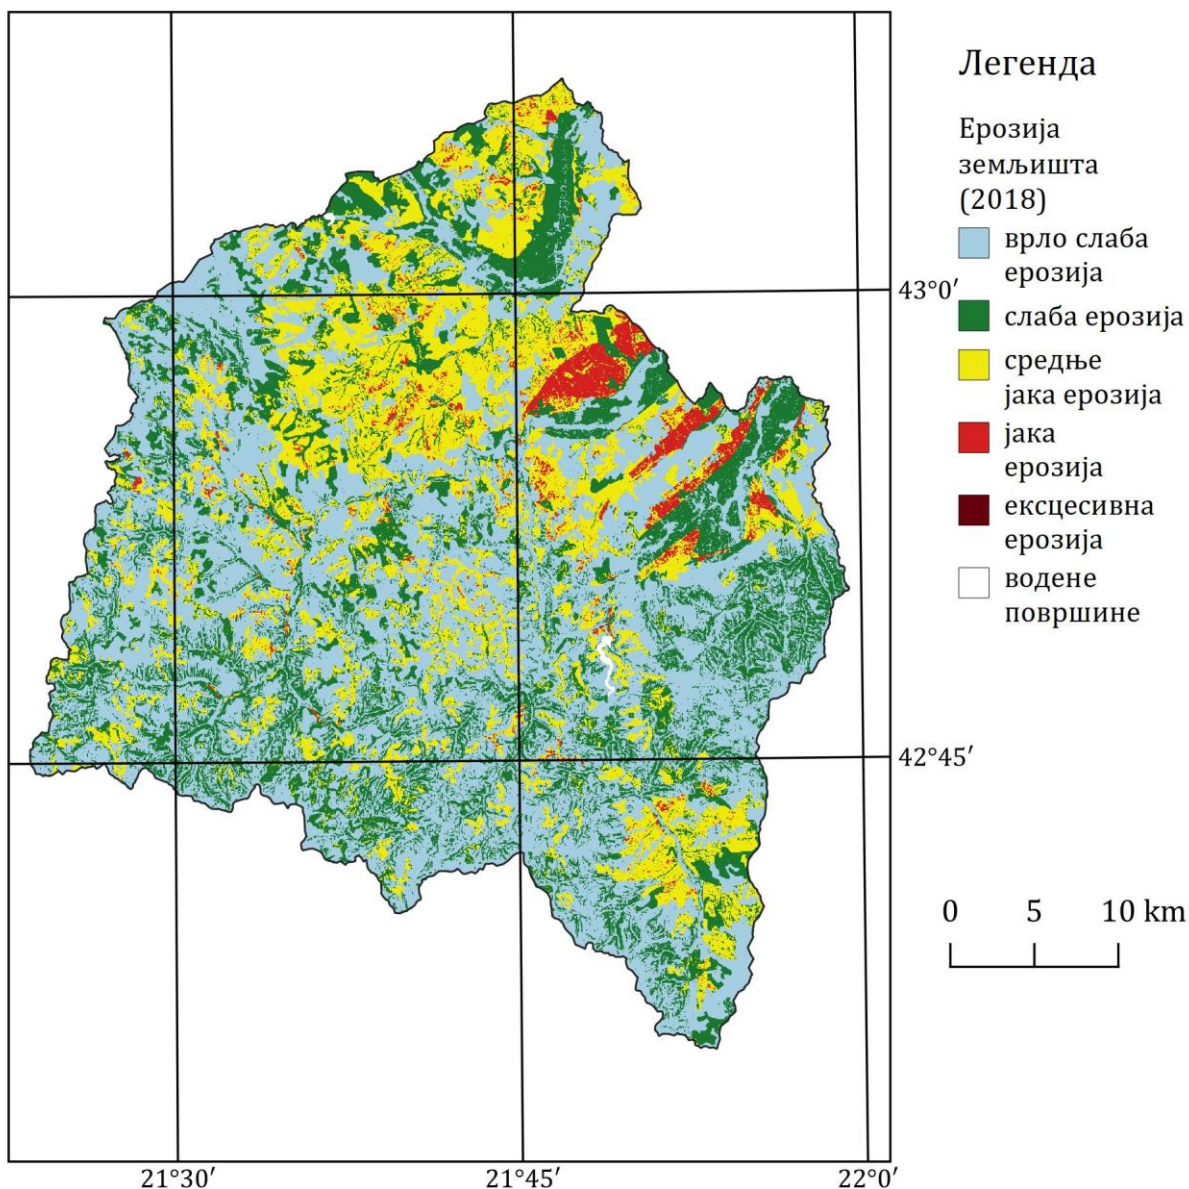 Легенда
Ерозија
земљишта
(2018)
врло слаба
ерозија
слаба ерозија
средње
јака ерозија
јака
ерозија
ексцесивна
ерозија
водене
површине
43°0′
42°45′
0 5 10 km
21°30′ 21°45′ 22°0′